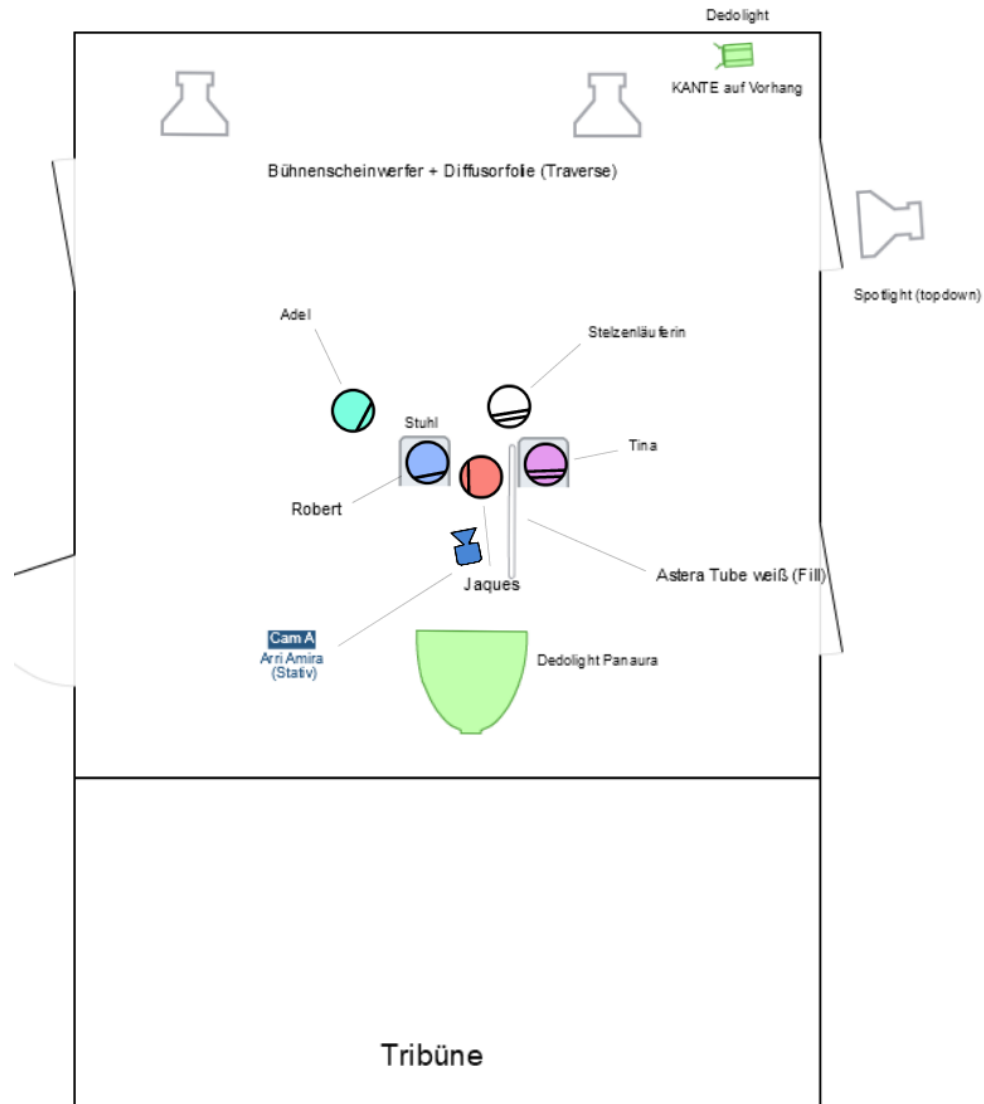 Dedolight
KANTE auf Vorhang
Bühnenscheinwerfer + Diffusorfolie (Traverse)
Spotlight (topdown)
Adel
Stelzenläuferin
Stuhl
Tina
Robert
Astera Tube weiß (Fill)
Jaques
Cam A
Arri Amira
(Stativ)
Dedolight Panaura
Tribüne